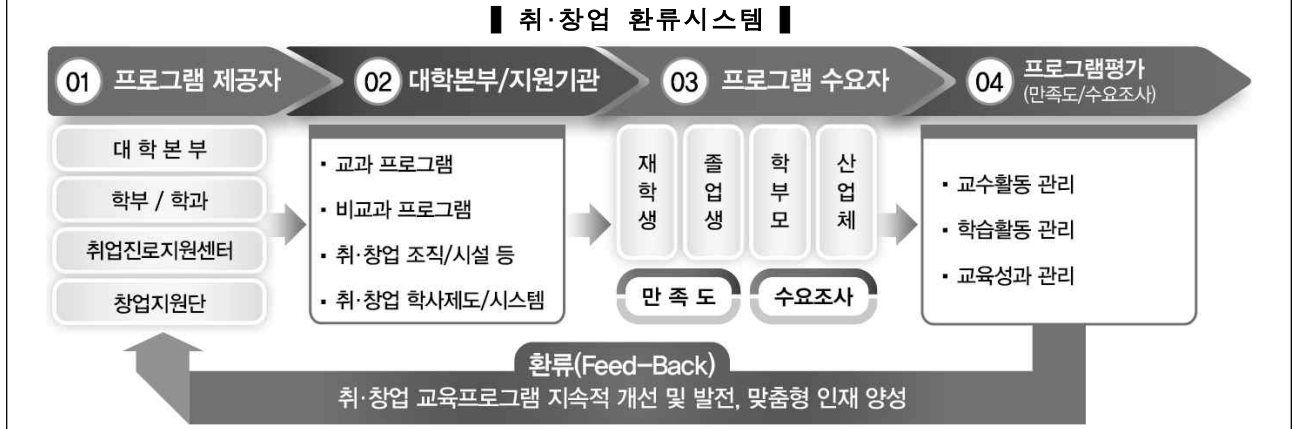 ▌취·창업 환류시스템▐
01 프로그램 제공자
02 대학본부/지원기관
03 프로그램 수요자
04 프로그램평가
(만족도/수요조사)
대학본부
학부 / 학과
취업진로지원센터
창업지원단
▪ 교과 프로그램
▪ 비교과 프로그램
▪ 취·창업 조직/시설 등
▪ 취·창업 학사제도/시스템
재학생
졸업생
학부모
산업체
만족도
수요조사
▪ 교수활동 관리
▪ 학습활동 관리
▪ 교육성과 관리
환류(Feed-Back)
취·창업 교육프로그램 지속적 개선 및 발전, 맞춤형 인재 양성